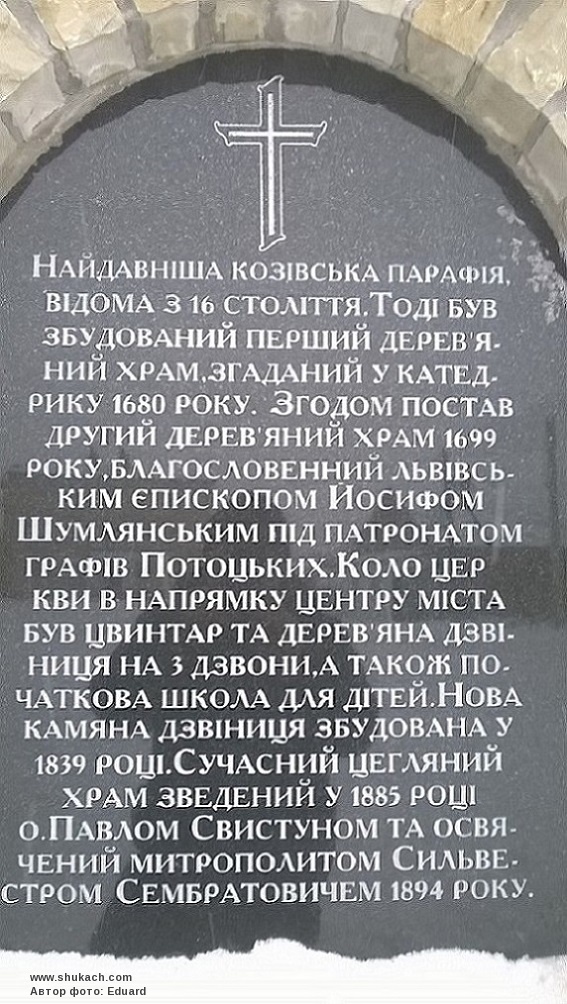 НАЙДАВНІША КОЗІВСЬКА ПАРАФІЯ,
ВІДОМА З 16 СТОЛІТТЯ.ТОДІ БУВ
ЗБУДОВАНИЙ ПЕРШИЙ ДЕРЕВ'Я-
НИЙ ХРАМ,ЗГАДАНИЙ У КАТЕД-
РИКУ 1680 РОКУ. ЗГОДОМ ПОСТАВ
ДРУГИЙ ДЕРЕВ'ЯНИЙ ХРАМ 1699
РОКУ,БЛАГОСЛОВЕННИЙ ЛЬВІВСЬ-
КИМ ЄПИСКОПОМ ЙОСИФОМ
ШУМЛЯНСЬКИМ ПІД ПАТРОНАТОМ
ГРАФІВ ПОТОЦЬКИХ.КОЛО ЦЕР
КВИ В НАПРЯМКУ ЦЕНТРУ МІСТА
БУВ ЦВИНТАР ТА ДЕРЕВ'ЯНА ДЗВІ-
НИЦЯ НА 3 ДЗВОНИ,А ТАКОЖ ПО-
ЧАТКОВА ШКОЛА ДЛЯ ДІТЕЙ.НОВА
КАМЯНА ДЗВІНИЦЯ ЗБУДОВАНА У
1839 РОЦІ.СУЧАСНИЙ ЦЕГЛЯНИЙ
ХРАМ ЗВЕДЕНИЙ У 1885 РОЦІ
О.ПАВЛОМ СВИСТУНОМ ТА ОСВЯ-
ЧЕНИЙ МИТРОПОЛИТОМ СИЛЬВЕ-
СТРОМ СЕМБРАТОВИЧЕМ 1894 РОКУ.
www.shukach.com
Автор фото: Eduard